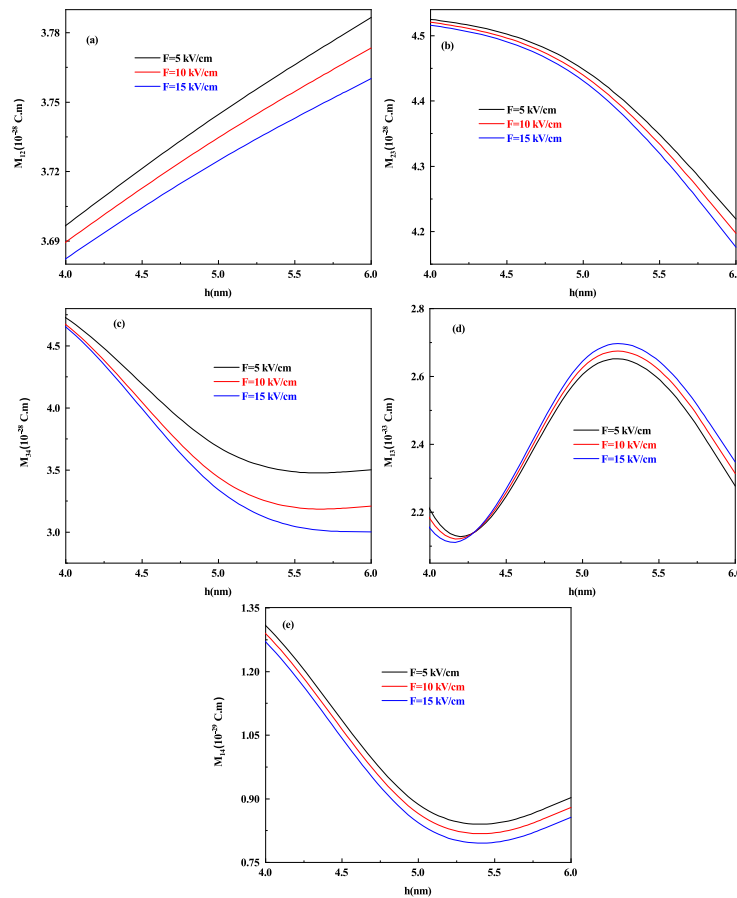 (a)
F=5 kV/cm
F=10 kV/cm
F=15 kV/cm
3.78
3.75
3.72
3.69
M12(10-28 C.m)
4.0 4.5 5.0 5.5 6.0
h(nm)
(b)
F=5 kV/cm
F=10 kV/cm
F=15 kV/cm
4.5
4.4
4.3
4.2
M23(10-28 C.m)
4.0 4.5 5.0 5.5 6.0
h(nm)
(c)
F=5 kV/cm
F=10 kV/cm
F=15 kV/cm
4.5
4.0
3.5
3.0
M34(10-28 C.m)
4.0 4.5 5.0 5.5 6.0
h(nm)
(d)
F=5 kV/cm
F=10 kV/cm
F=15 kV/cm
2.8
2.6
2.4
2.2
M13(10-33 C.m)
4.0 4.5 5.0 5.5 6.0
h(nm)
(e)
F=5 kV/cm
F=10 kV/cm
F=15 kV/cm
1.35
1.20
1.05
0.90
0.75
M14(10-29 C.m)
4.0 4.5 5.0 5.5 6.0
h(nm)